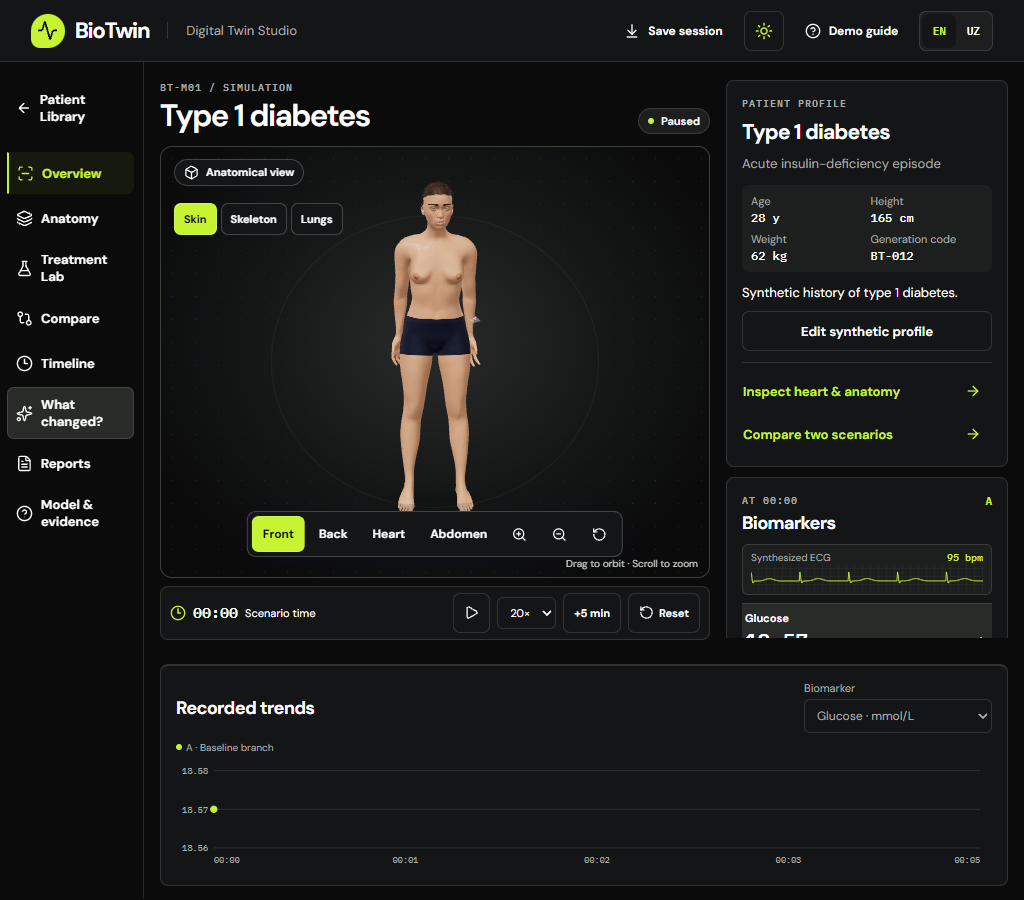 BioTwin
Digital Twin Studio
Save session
Demo guide
EN
UZ
Patient
Library
Overview
Anatomy
Treatment
Lab
Compare
Timeline
What
changed?
Reports
Model &
evidence
BT-M01 / SIMULATION
Type 1 diabetes
Paused
Anatomical view
Skin
Skeleton
Lungs
Front
Back
Heart
Abdomen
Drag to orbit · Scroll to zoom
00:00 Scenario time
20×
+5 min
Reset
PATIENT PROFILE
Type 1 diabetes
Acute insulin-deficiency episode
Age
28 y
Height
165 cm
Weight
62 kg
Generation code
BT-012
Synthetic history of type 1 diabetes.
Edit synthetic profile
Inspect heart & anatomy
Compare two scenarios
AT 00:00
A
Biomarkers
Synthesized ECG
95 bpm
Glucose
Recorded trends
Biomarker
Glucose · mmol/L
A · Baseline branch
18.58
18.57
18.56
00:00
00:01
00:02
00:03
00:05